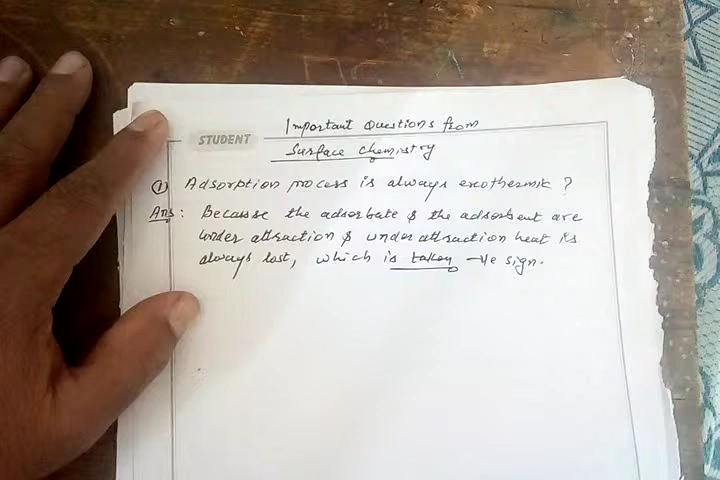 Important Questions from
STUDENT
Surface chemistry
① Adsorption process is always exothermic ?
Ans: Because the adsorbate & the adsorbent are
under attraction & under attraction heat is
always lost, which is taken -ve sign.